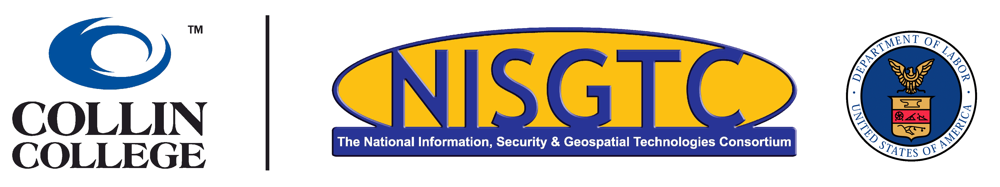 TM
COLLIN
COLLEGE
NISGTC
The National Information, Security & Geospatial Technologies Consortium
DEPARTMENT OF LABOR
UNITED STATES OF AMERICA